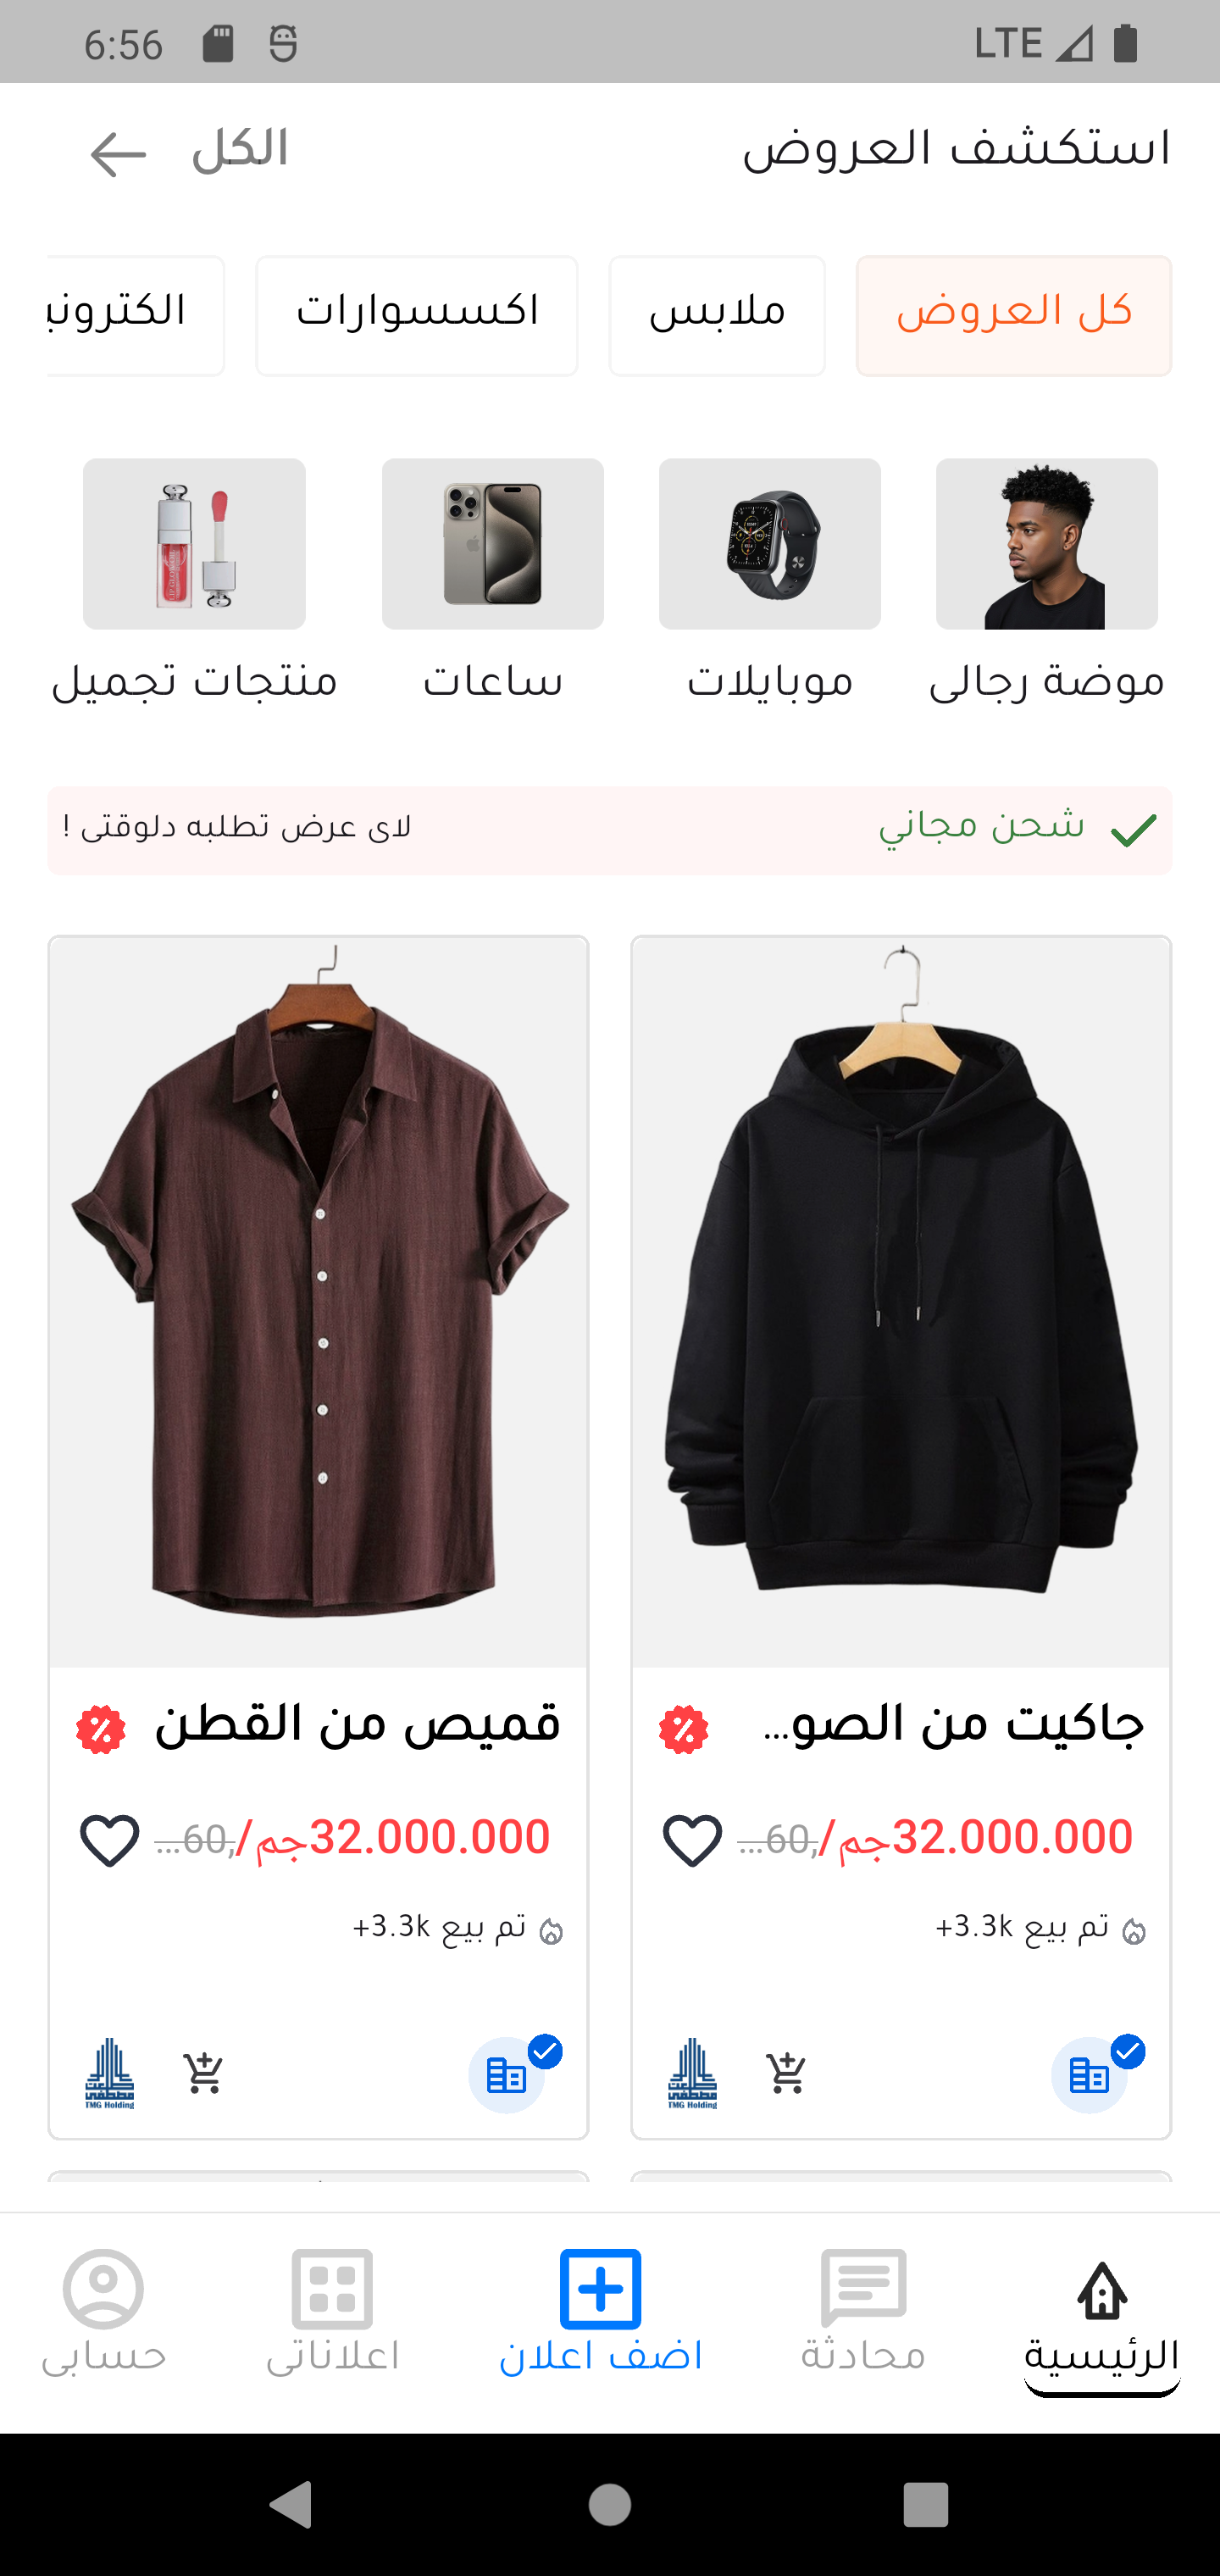 6:56 LTE
استكشف العروض
الكل
كل العروض
ملابس
اكسسوارات
موضة رجالى
موبايلات
ساعات
منتجات تجميل
شحن مجاني
لاى عرض تطلبه دلوقتى !
جاكيت من الصو...
32.000.000جم/
60,...
تم بيع 3.3k+
TMG Holding
قميص من القطن
32.000.000جم/
60,...
تم بيع 3.3k+
TMG Holding
الرئيسية
محادثة
اضف اعلان
اعلاناتى
حسابى